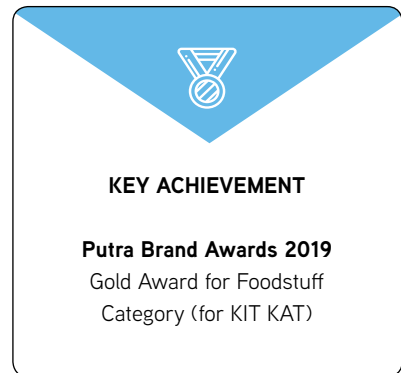 KEY ACHIEVEMENT
Putra Brand Awards 2019
Gold Award for Foodstuff
Category (for KIT KAT)